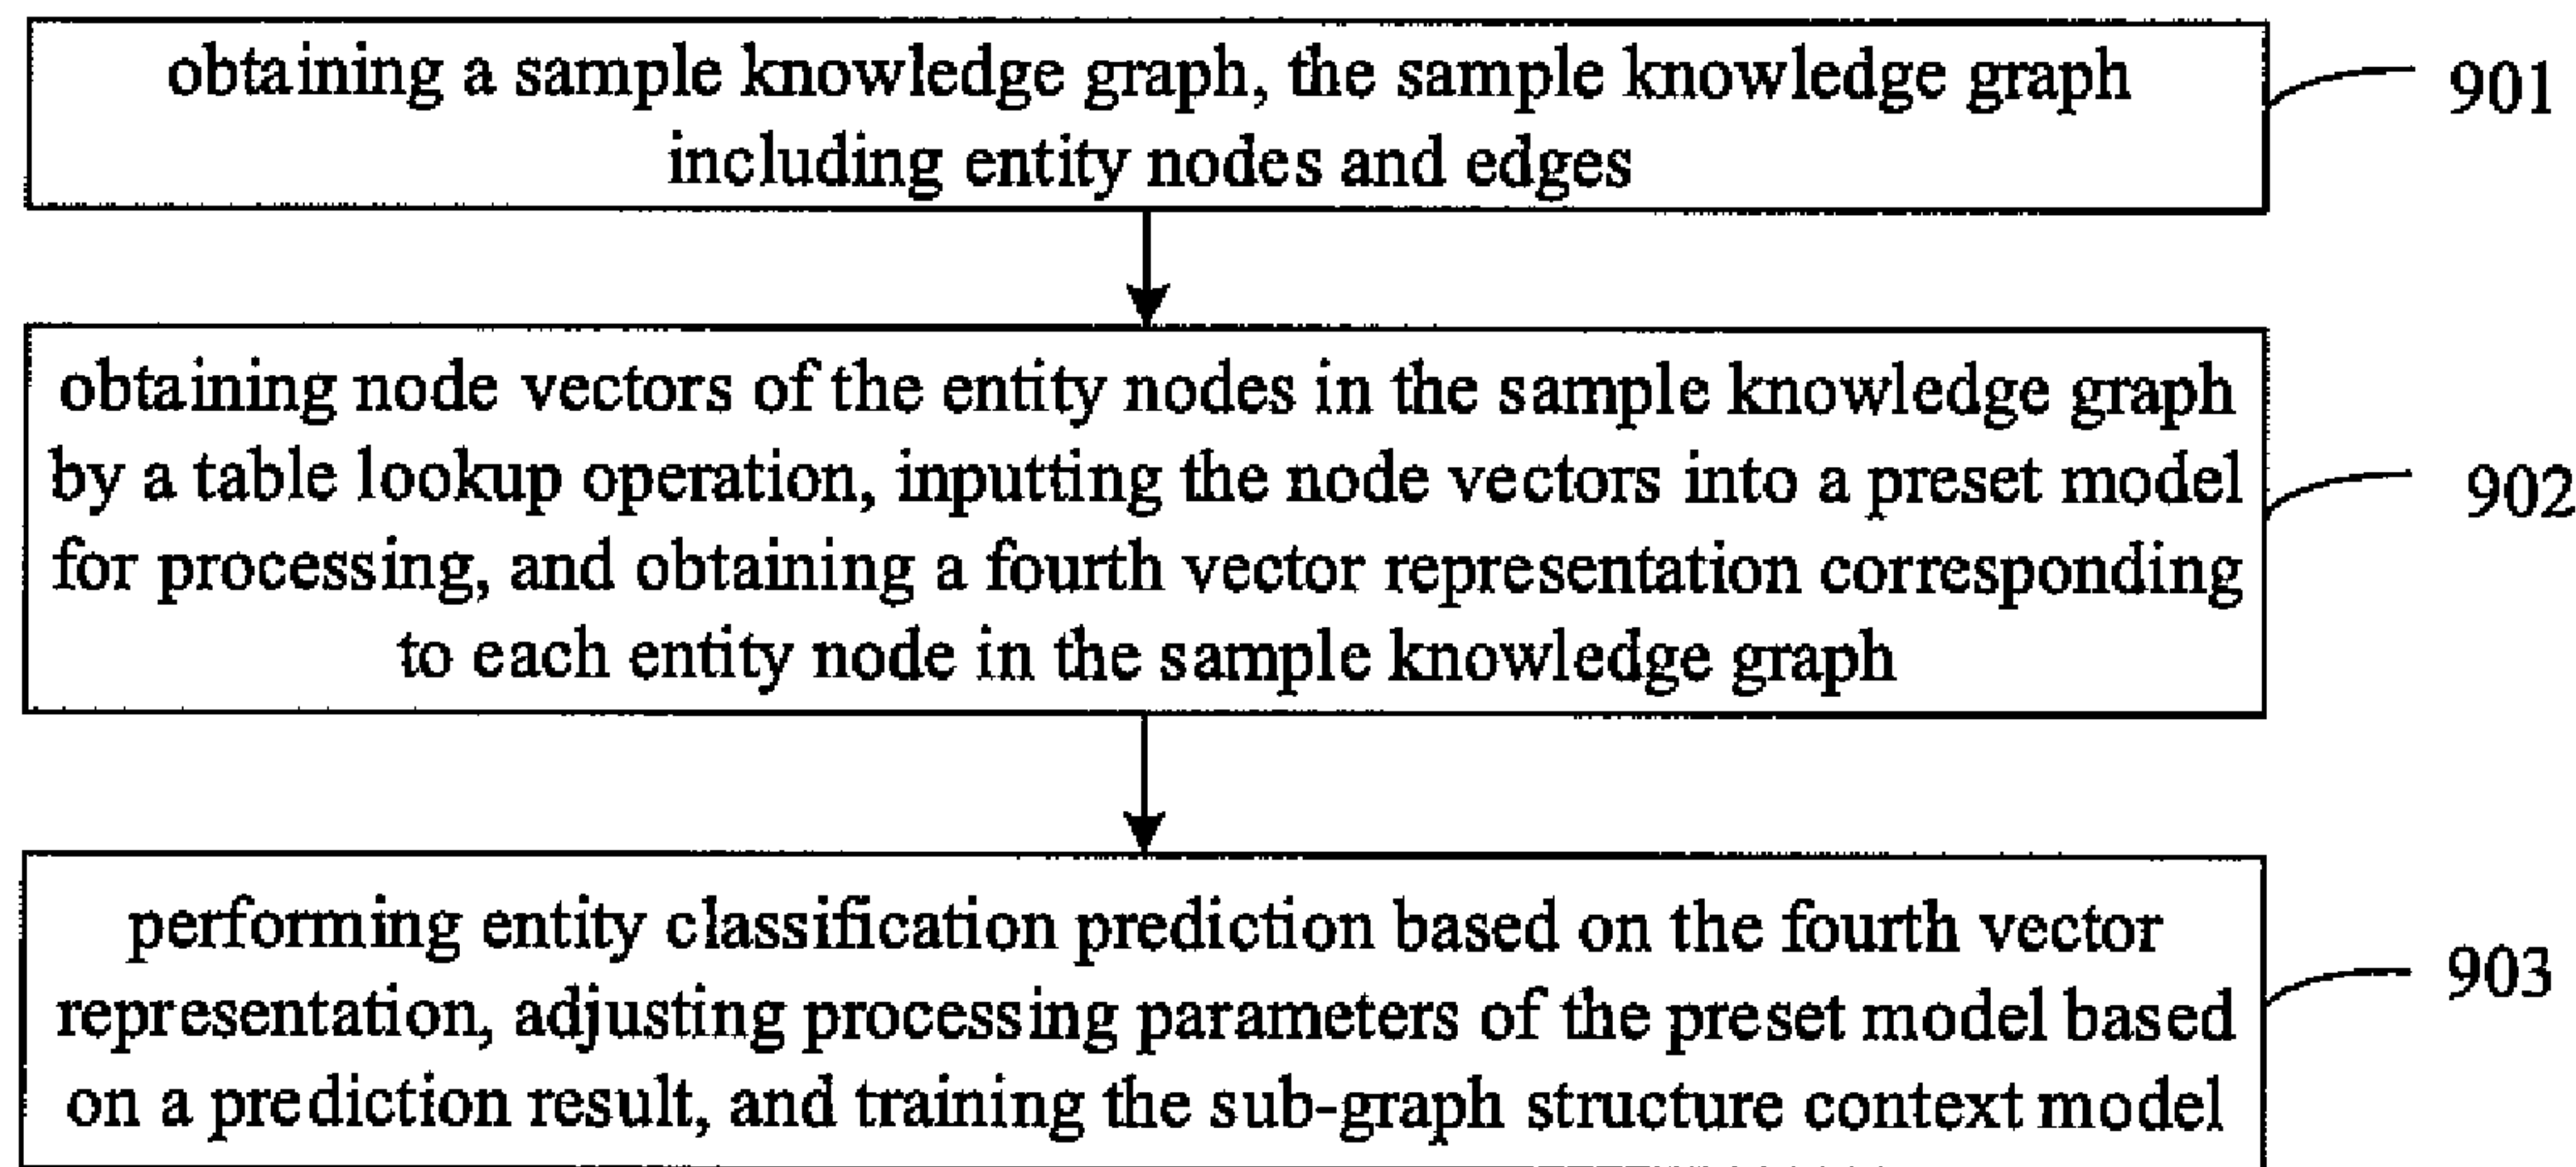 obtaining a sample knowledge graph, the sample knowledge graph
including entity nodes and edges
901
obtaining node vectors of the entity nodes in the sample knowledge graph
by a table lookup operation, inputting the node vectors into a preset model
for processing, and obtaining a fourth vector representation corresponding
to each entity node in the sample knowledge graph
902
performing entity classification prediction based on the fourth vector
representation, adjusting processing parameters of the preset model based
on a prediction result, and training the sub-graph structure context model
903